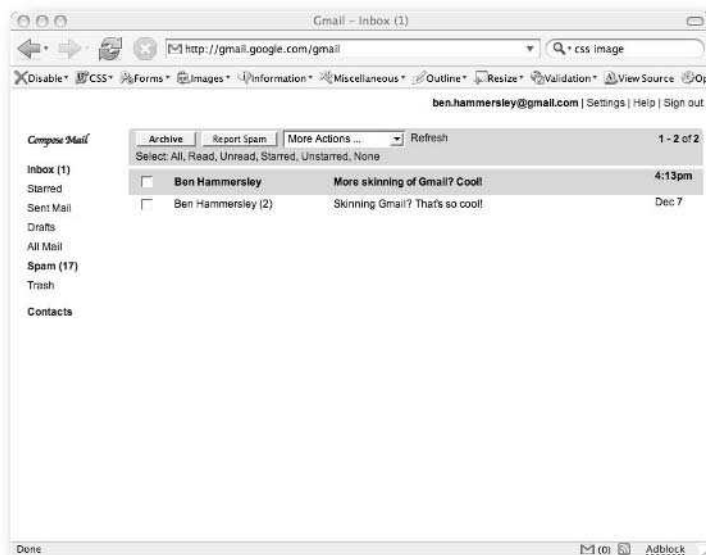 Gmail - Inbox (1)
http://gmail.google.com/gmail css image
Disable CSS Forms Images Information Miscellaneous Outline Resize Validation View Source Op
ben.hammersley@gmail.com | Settings | Help | Sign out
Compose Mail Archive Report Spam More Actions ... Refresh 1 - 2 of 2
Select: All, Read, Unread, Starred, Unstarred, None
Inbox (1) Ben Hammersley More skinning of Gmail? Cool! 4:13pm
Starred
Sent Mail Ben Hammersley (2) Skinning Gmail? That's so cool! Dec 7
Drafts
All Mail
Spam (17)
Trash
Contacts
Done (0) Adblock